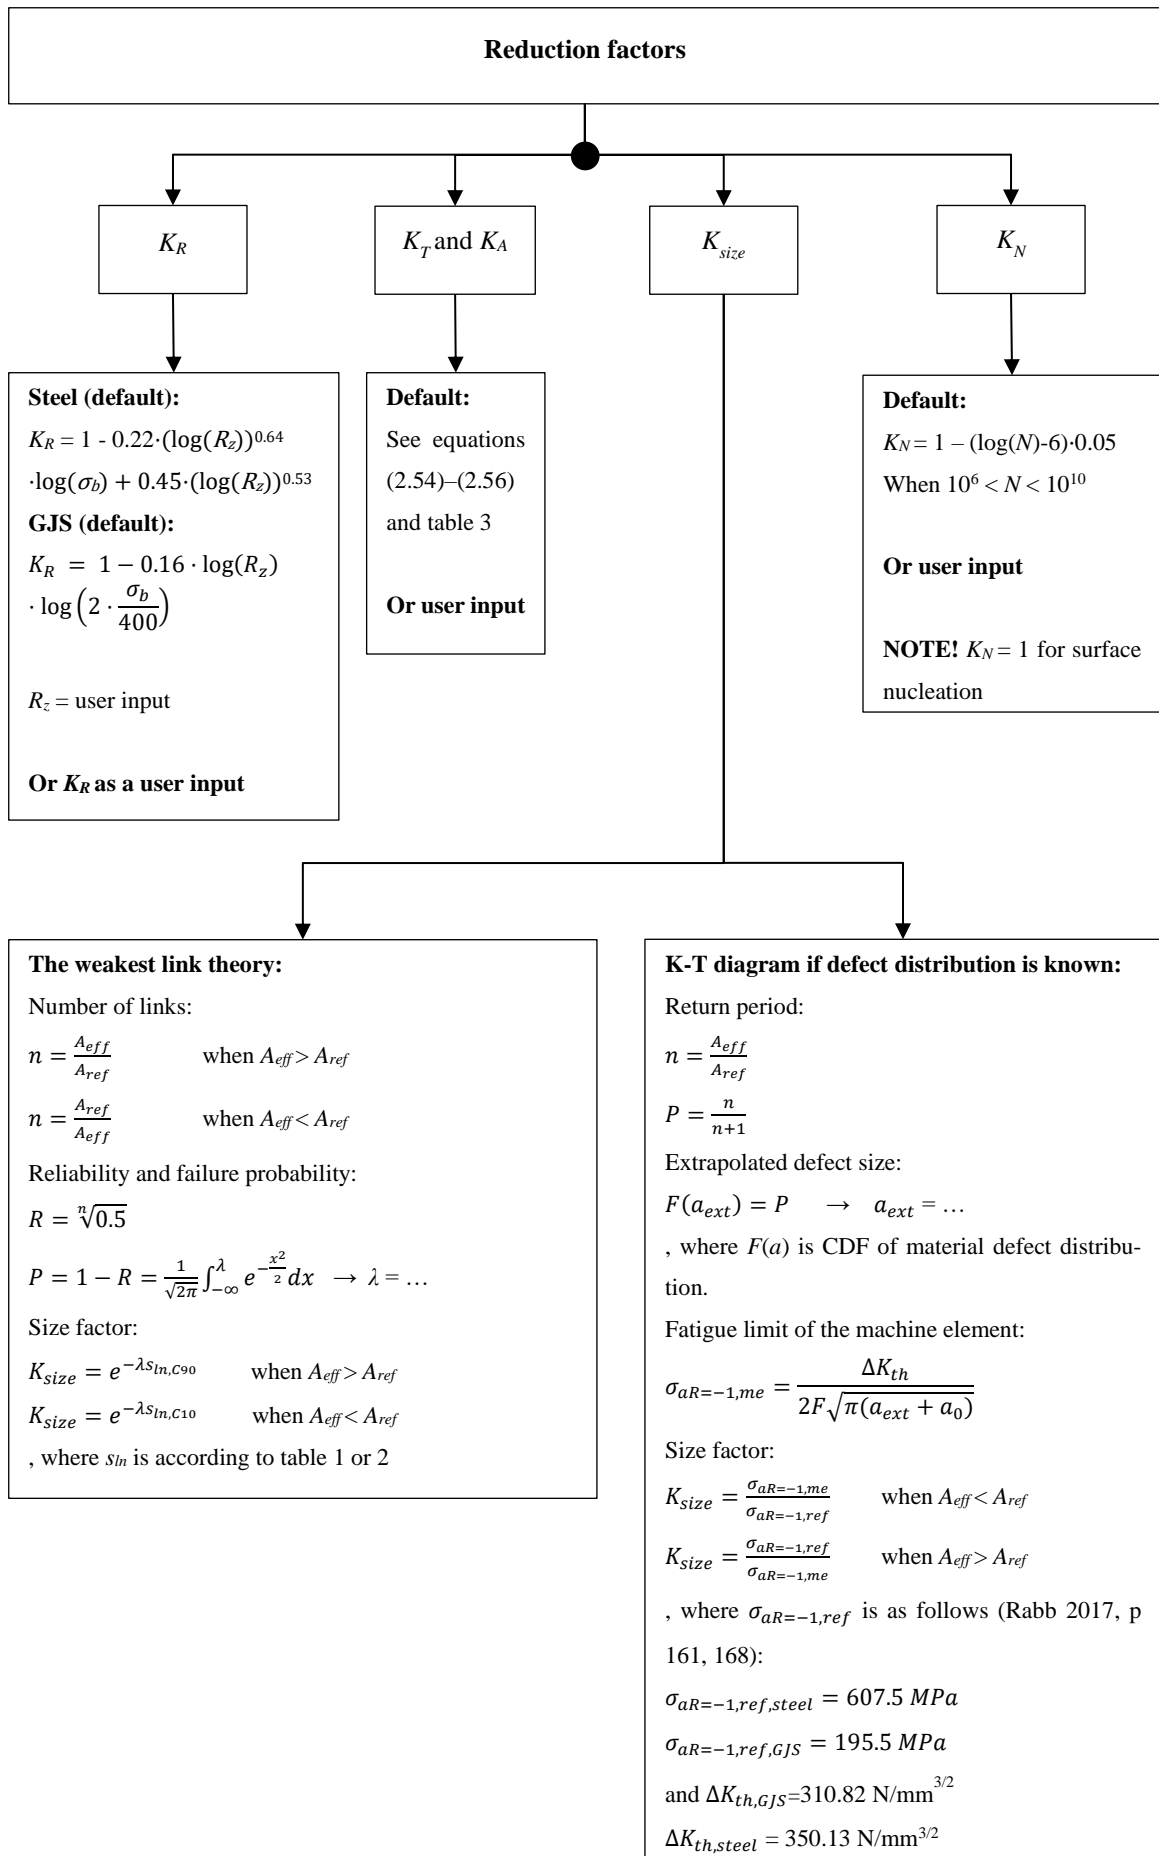 Reduction factors
K_R
K_T and K_A
K_size
K_N
Steel (default):
K_R = 1 - 0.22·(log(R_z))^0.64
·log(σ_b) + 0.45·(log(R_z))^0.53
GJS (default):
K_R = 1 − 0.16 · log(R_z)
· log(2 · σ_b/400)
R_z = user input
Or K_R as a user input
Default:
See equations
(2.54)–(2.56)
and table 3
Or user input
Default:
K_N = 1 – (log(N)-6)·0.05
When 10^6 < N < 10^10
Or user input
NOTE! K_N = 1 for surface
nucleation
The weakest link theory:
Number of links:
n = A_eff/A_ref when A_eff > A_ref
n = A_ref/A_eff when A_eff < A_ref
Reliability and failure probability:
R = ⁿ√0.5
P = 1 − R = 1/√(2π) ∫_{−∞}^{λ} e^{−x²/2} dx → λ = …
Size factor:
K_size = e^{−λs_{ln,C90}} when A_eff > A_ref
K_size = e^{−λs_{ln,C10}} when A_eff < A_ref
, where s_ln is according to table 1 or 2
K-T diagram if defect distribution is known:
Return period:
n = A_eff/A_ref
P = n/(n+1)
Extrapolated defect size:
F(a_ext) = P → a_ext = …
, where F(a) is CDF of material defect distribu-
tion.
Fatigue limit of the machine element:
σ_{aR=−1,me} = ΔK_th/(2F√(π(a_ext + a_0)))
Size factor:
K_size = σ_{aR=−1,me}/σ_{aR=−1,ref} when A_eff < A_ref
K_size = σ_{aR=−1,ref}/σ_{aR=−1,me} when A_eff > A_ref
, where σ_{aR=−1,ref} is as follows (Rabb 2017, p
161, 168):
σ_{aR=−1,ref,steel} = 607.5 MPa
σ_{aR=−1,ref,GJS} = 195.5 MPa
and ΔK_{th,GJS}=310.82 N/mm^{3/2}
ΔK_{th,steel} = 350.13 N/mm^{3/2}